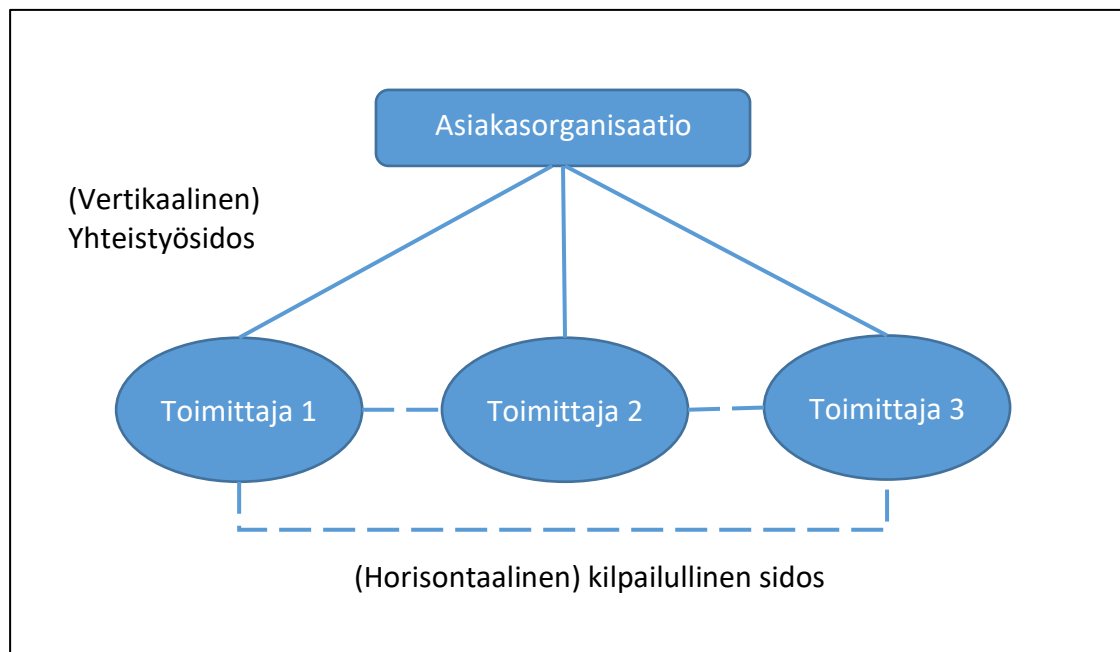 Asiakasorganisaatio
(Vertikaalinen)
Yhteistyösidos
Toimittaja 1
Toimittaja 2
Toimittaja 3
(Horisontaalinen) kilpailullinen sidos